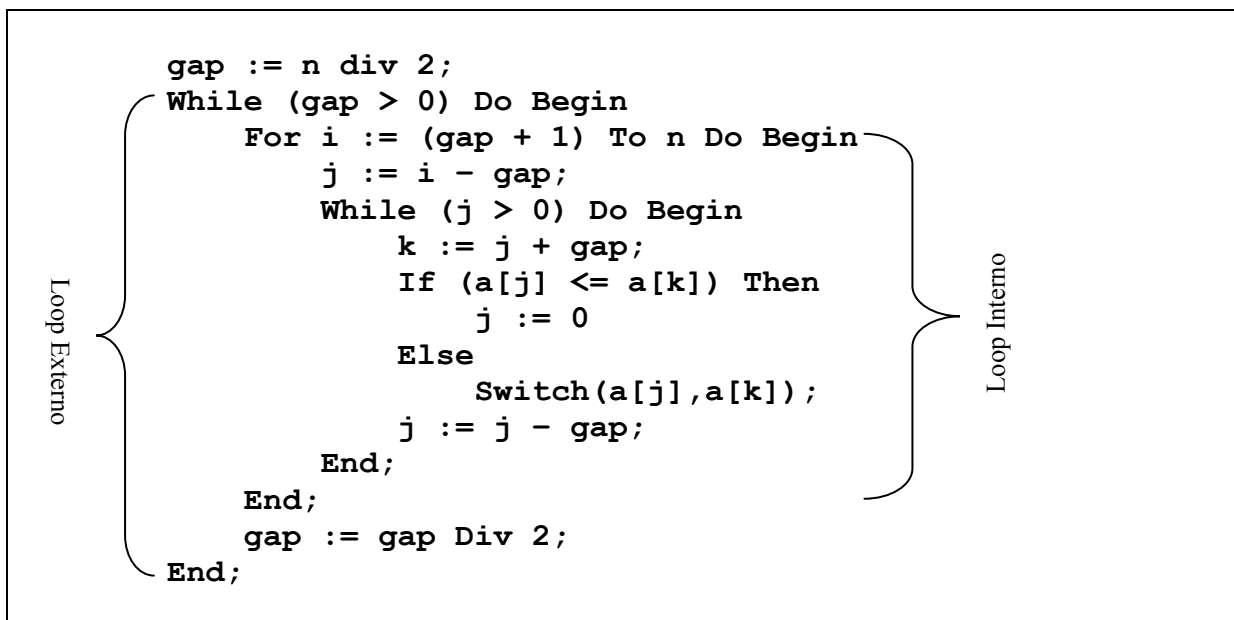 gap := n div 2;
While (gap > 0) Do Begin
For i := (gap + 1) To n Do Begin
j := i – gap;
While (j > 0) Do Begin
k := j + gap;
If (a[j] <= a[k]) Then
j := 0
Else
Switch(a[j],a[k]);
j := j – gap;
End;
End;
gap := gap Div 2;
End;
Loop Externo
Loop Interno